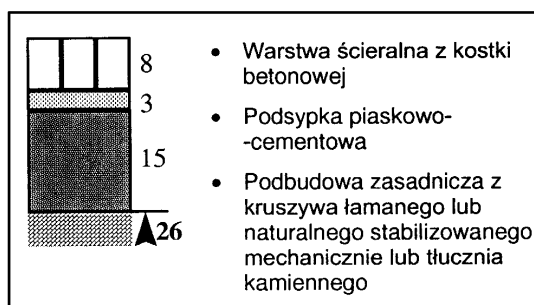 8
3
15
26
• Warstwa ścieralna z kostki
betonowej
• Podsypka piaskowo-
-cementowa
• Podbudowa zasadnicza z
kruszywa łamanego lub
naturalnego stabilizowanego
mechanicznie lub tłucznia
kamiennego